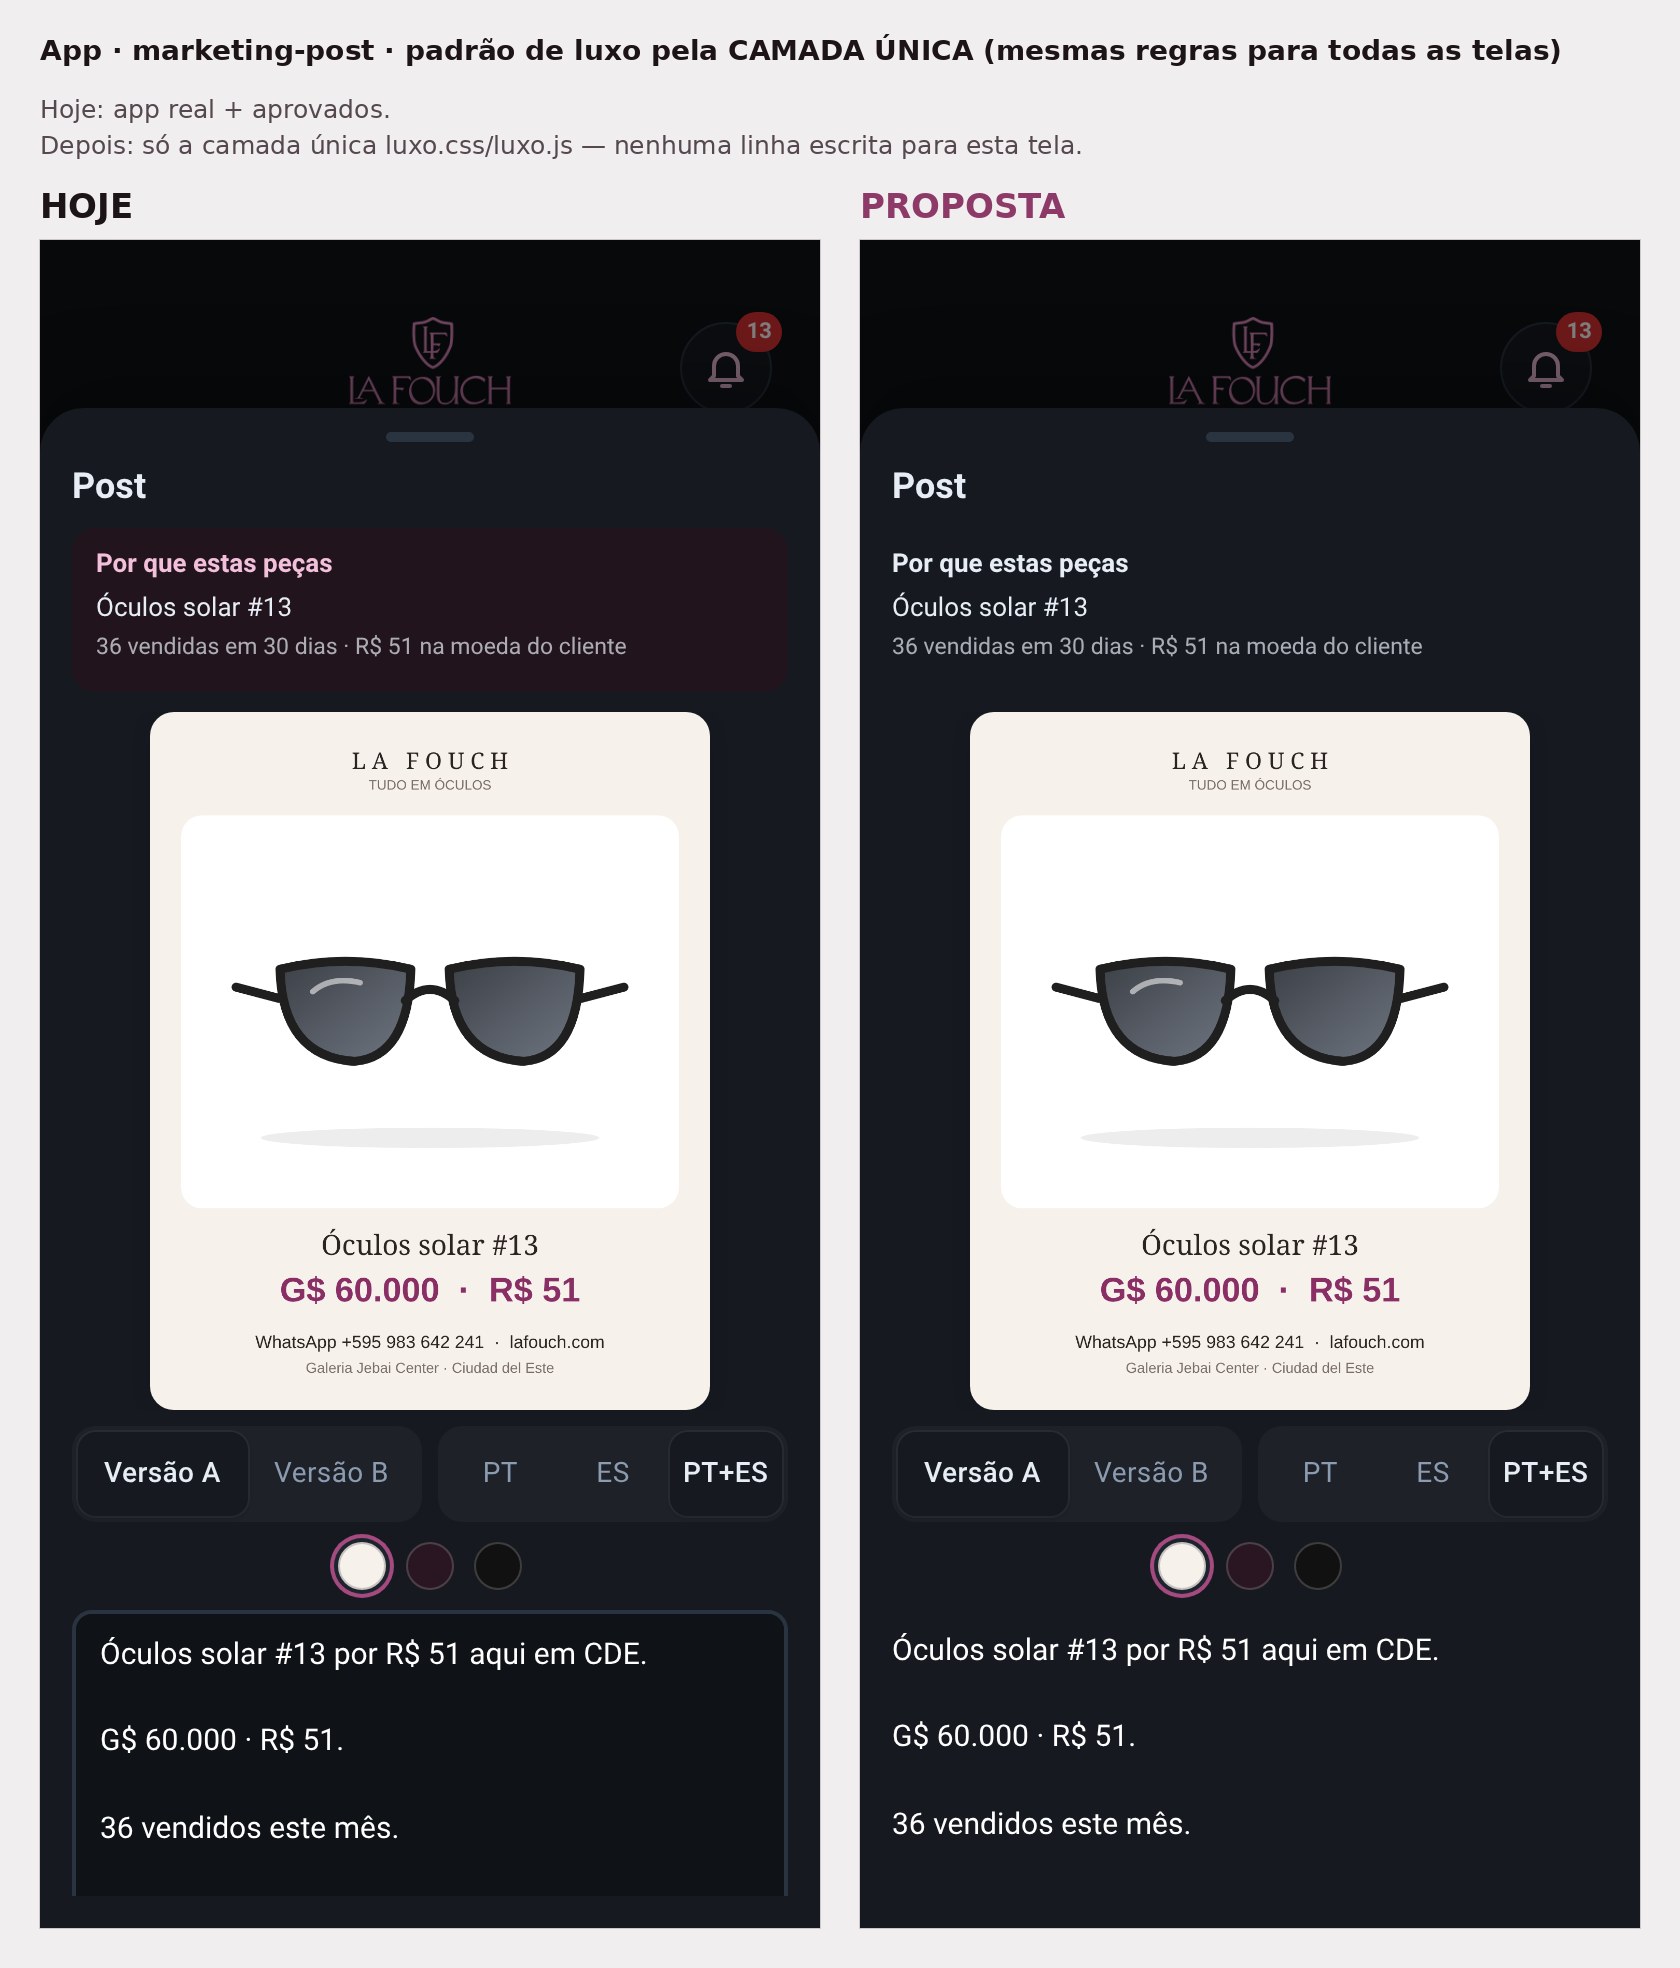 App · marketing-post · padrão de luxo pela CAMADA ÚNICA (mesmas regras para todas as telas)
Hoje: app real + aprovados.
Depois: só a camada única luxo.css/luxo.js — nenhuma linha escrita para esta tela.
HOJE
LF
LA FOUCH
13
Post
Por que estas peças
Óculos solar #13
36 vendidas em 30 dias · R$ 51 na moeda do cliente
LA FOUCH
TUDO EM ÓCULOS
Óculos solar #13
G$ 60.000 · R$ 51
WhatsApp +595 983 642 241 · lafouch.com
Galeria Jebai Center · Ciudad del Este
Versão A Versão B PT ES PT+ES
Óculos solar #13 por R$ 51 aqui em CDE.
G$ 60.000 · R$ 51.
36 vendidos este mês.
PROPOSTA
LF
LA FOUCH
13
Post
Por que estas peças
Óculos solar #13
36 vendidas em 30 dias · R$ 51 na moeda do cliente
LA FOUCH
TUDO EM ÓCULOS
Óculos solar #13
G$ 60.000 · R$ 51
WhatsApp +595 983 642 241 · lafouch.com
Galeria Jebai Center · Ciudad del Este
Versão A Versão B PT ES PT+ES
Óculos solar #13 por R$ 51 aqui em CDE.
G$ 60.000 · R$ 51.
36 vendidos este mês.